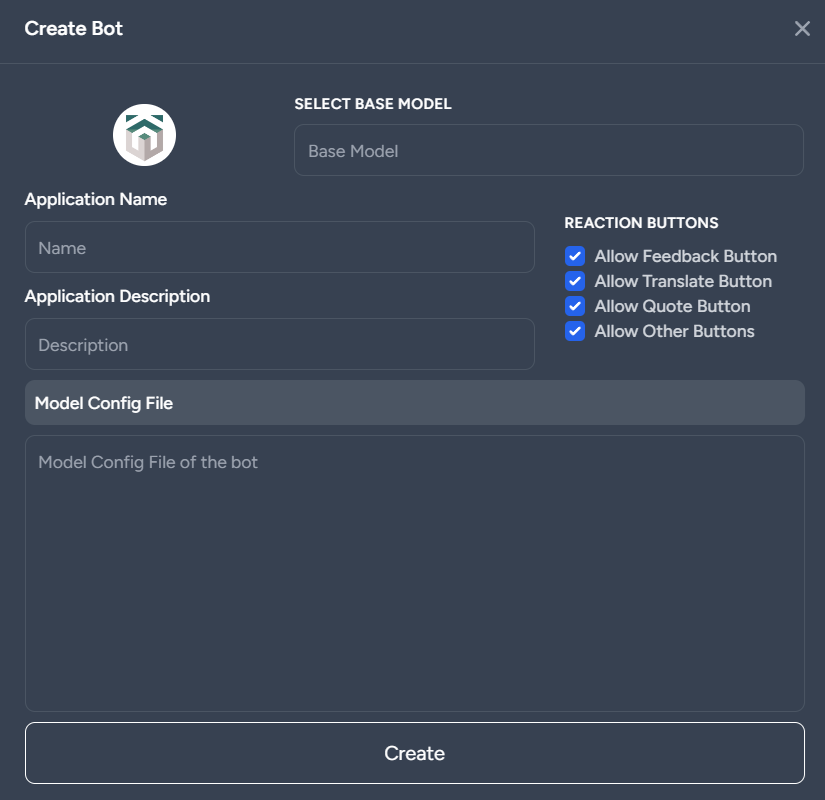 Create Bot
SELECT BASE MODEL
Base Model
Application Name
Name
Application Description
Description
REACTION BUTTONS
Allow Feedback Button
Allow Translate Button
Allow Quote Button
Allow Other Buttons
Model Config File
Model Config File of the bot
Create